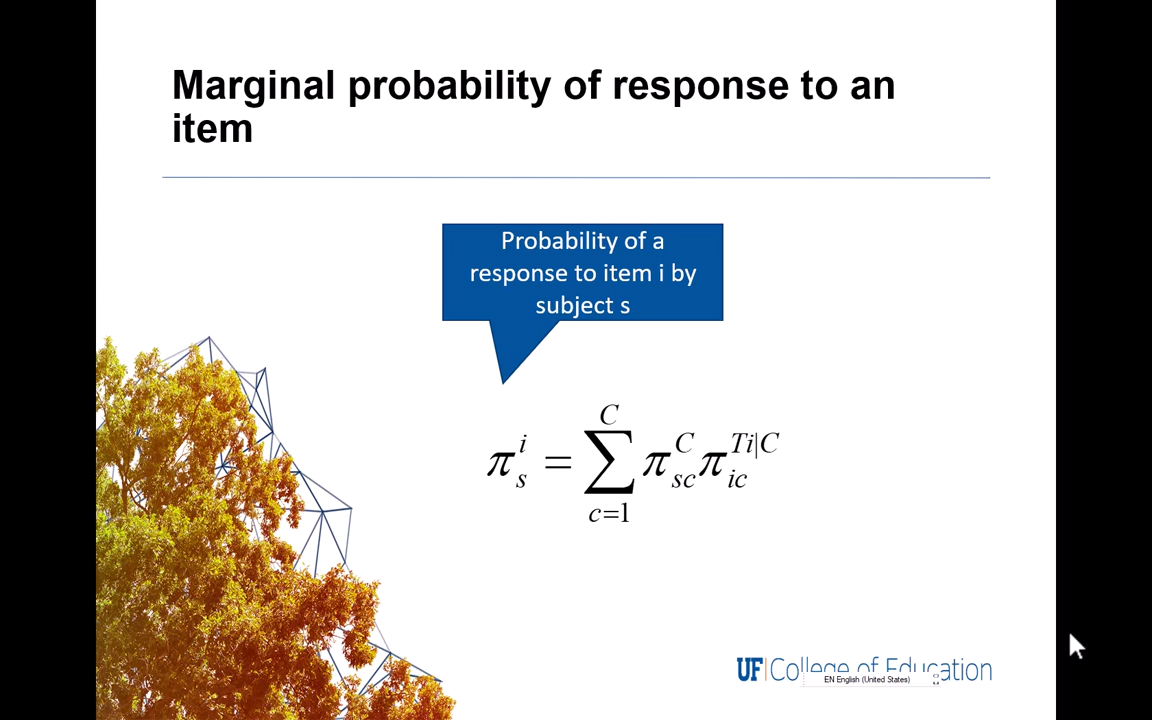 Marginal probability of response to an
item
Probability of a
response to item i by
subject s
π_s^i = ∑_{c=1}^{C} π_{sc}^{C} π_{ic}^{Ti|C}
UF College of Education
EN English (United States)